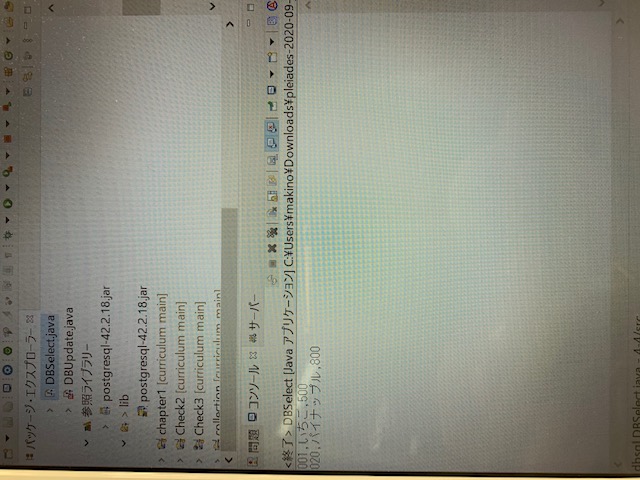 パッケージ・エクスプローラー
DBSelect.java
DBUpdate.java
参照ライブラリー
postgresql-42.2.18.jar
> lib
postgresql-42.2.18.jar
chapter1 [curriculum main]
Check2 [curriculum main]
Check3 [curriculum main]
collection [curriculum main]
問題 コンソール サーバー
<終了> DBSelect [Java アプリケーション] C:¥Users¥makino¥Downloads¥pleiades-2020-09-
001,いちご,500
020,パイナップル,800
dbsql.DBSelect.java - 4-4/src